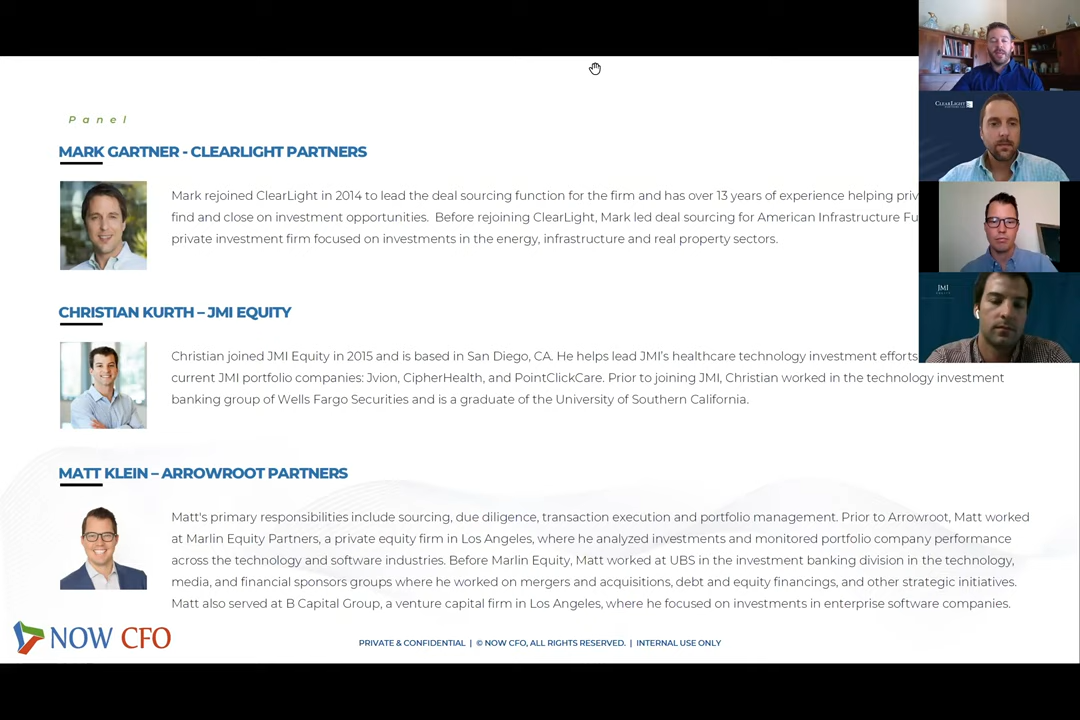 Panel
MARK GARTNER - CLEARLIGHT PARTNERS
Mark rejoined ClearLight in 2014 to lead the deal sourcing function for the firm and has over 13 years of experience helping
find and close on investment opportunities. Before rejoining ClearLight, Mark led deal sourcing for American Infrastructure
private investment firm focused on investments in the energy, infrastructure and real property sectors.
CHRISTIAN KURTH – JMI EQUITY
Christian joined JMI Equity in 2015 and is based in San Diego, CA. He helps lead JMI's healthcare technology investment efforts
current JMI portfolio companies: Jvion, CipherHealth, and PointClickCare. Prior to joining JMI, Christian worked in the technology investment
banking group of Wells Fargo Securities and is a graduate of the University of Southern California.
MATT KLEIN – ARROWROOT PARTNERS
Matt's primary responsibilities include sourcing, due diligence, transaction execution and portfolio management. Prior to Arrowroot, Matt worked
at Marlin Equity Partners, a private equity firm in Los Angeles, where he analyzed investments and monitored portfolio company performance
across the technology and software industries. Before Marlin Equity, Matt worked at UBS in the investment banking division in the technology,
media, and financial sponsors groups where he worked on mergers and acquisitions, debt and equity financings, and other strategic initiatives.
Matt also served at B Capital Group, a venture capital firm in Los Angeles, where he focused on investments in enterprise software companies.
NOW CFO
PRIVATE & CONFIDENTIAL | © NOW CFO, ALL RIGHTS RESERVED. | INTERNAL USE ONLY
CLEARLIGHT
JMI